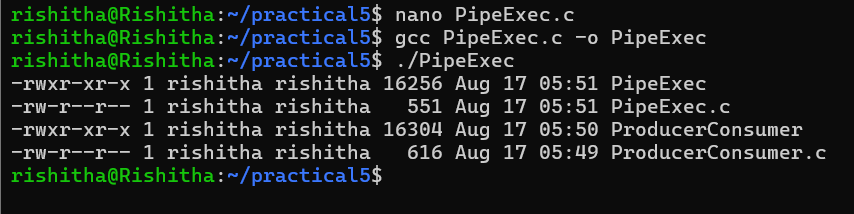 rishitha@Rishitha:~/practical5$ nano PipeExec.c
rishitha@Rishitha:~/practical5$ gcc PipeExec.c -o PipeExec
rishitha@Rishitha:~/practical5$ ./PipeExec
-rwxr-xr-x 1 rishitha rishitha 16256 Aug 17 05:51 PipeExec
-rw-r--r-- 1 rishitha rishitha   551 Aug 17 05:51 PipeExec.c
-rwxr-xr-x 1 rishitha rishitha 16304 Aug 17 05:50 ProducerConsumer
-rw-r--r-- 1 rishitha rishitha   616 Aug 17 05:49 ProducerConsumer.c
rishitha@Rishitha:~/practical5$